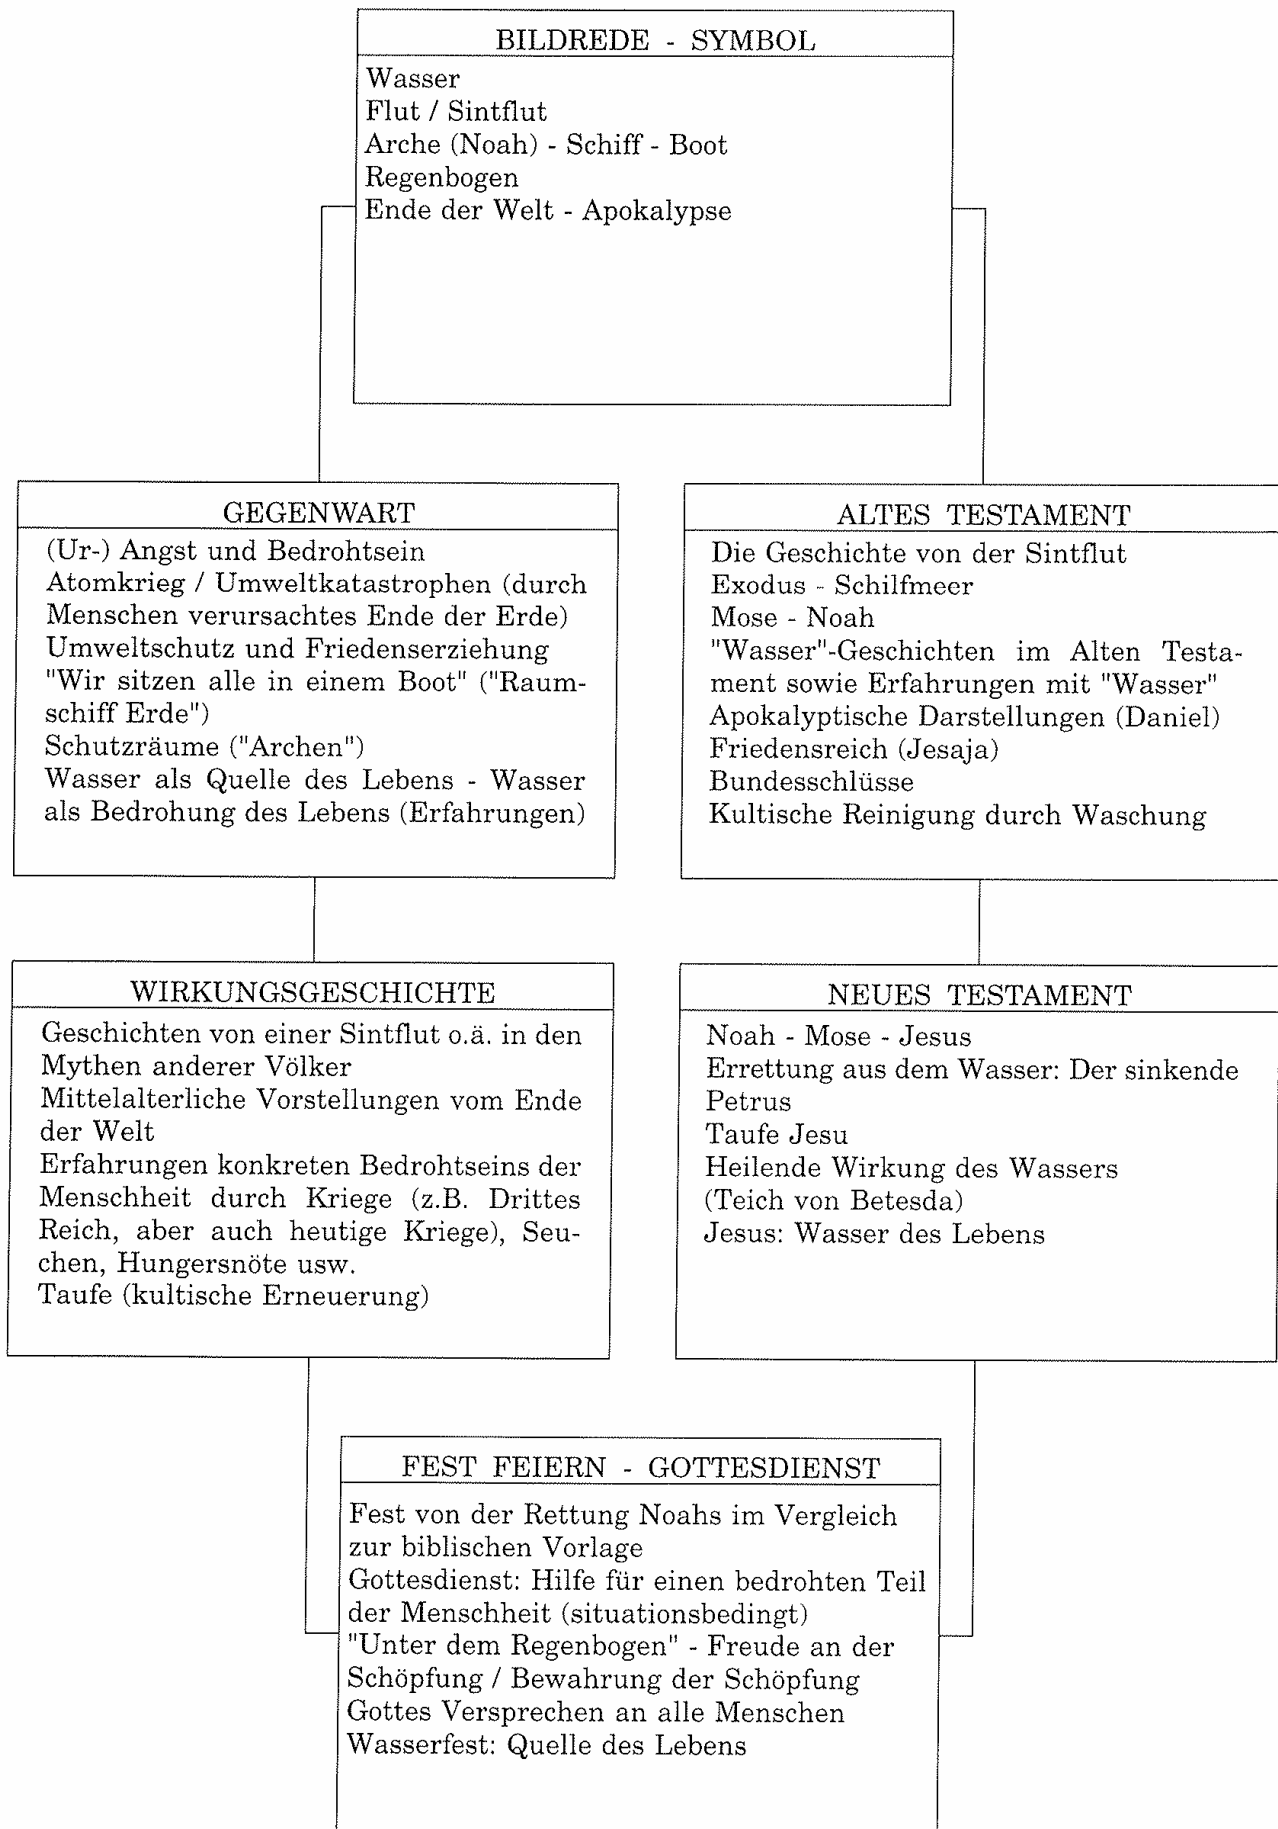 BILDREDE - SYMBOL
Wasser
Flut / Sintflut
Arche (Noah) - Schiff - Boot
Regenbogen
Ende der Welt - Apokalypse
GEGENWART
(Ur-) Angst und Bedrohtsein
Atomkrieg / Umweltkatastrophen (durch
Menschen verursachtes Ende der Erde)
Umweltschutz und Friedenserziehung
"Wir sitzen alle in einem Boot" ("Raum-
schiff Erde")
Schutzräume ("Archen")
Wasser als Quelle des Lebens - Wasser
als Bedrohung des Lebens (Erfahrungen)
ALTES TESTAMENT
Die Geschichte von der Sintflut
Exodus - Schilfmeer
Mose - Noah
"Wasser"-Geschichten im Alten Testa-
ment sowie Erfahrungen mit "Wasser"
Apokalyptische Darstellungen (Daniel)
Friedensreich (Jesaja)
Bundesschlüsse
Kultische Reinigung durch Waschung
WIRKUNGSGESCHICHTE
Geschichten von einer Sintflut o.ä. in den
Mythen anderer Völker
Mittelalterliche Vorstellungen vom Ende
der Welt
Erfahrungen konkreten Bedrohtseins der
Menschheit durch Kriege (z.B. Drittes
Reich, aber auch heutige Kriege), Seu-
chen, Hungersnöte usw.
Taufe (kultische Erneuerung)
NEUES TESTAMENT
Noah - Mose - Jesus
Errettung aus dem Wasser: Der sinkende
Petrus
Taufe Jesu
Heilende Wirkung des Wassers
(Teich von Betesda)
Jesus: Wasser des Lebens
FEST FEIERN - GOTTESDIENST
Fest von der Rettung Noahs im Vergleich
zur biblischen Vorlage
Gottesdienst: Hilfe für einen bedrohten Teil
der Menschheit (situationsbedingt)
"Unter dem Regenbogen" - Freude an der
Schöpfung / Bewahrung der Schöpfung
Gottes Versprechen an alle Menschen
Wasserfest: Quelle des Lebens